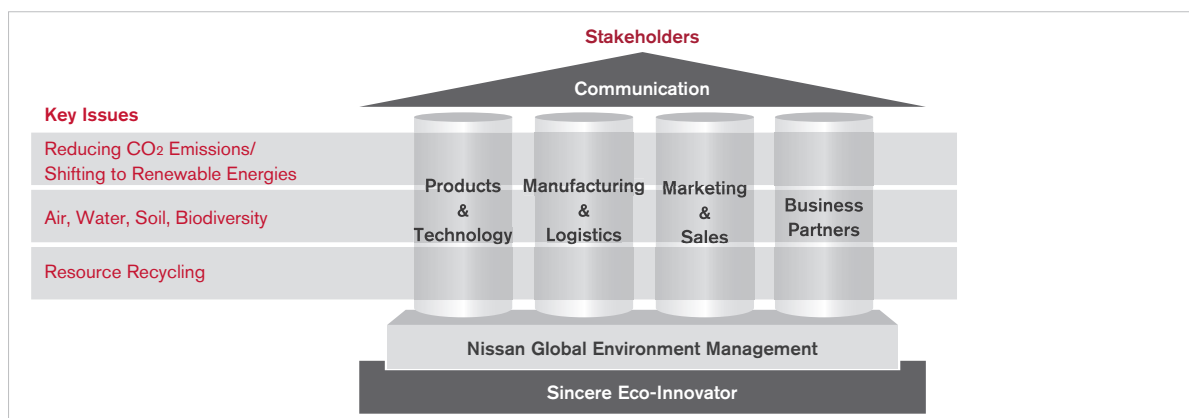 Stakeholders
Communication
Key Issues
Reducing CO₂ Emissions/
Shifting to Renewable Energies
Air, Water, Soil, Biodiversity
Resource Recycling
Products
&
Technology
Manufacturing
&
Logistics
Marketing
&
Sales
Business
Partners
Nissan Global Environment Management
Sincere Eco-Innovator